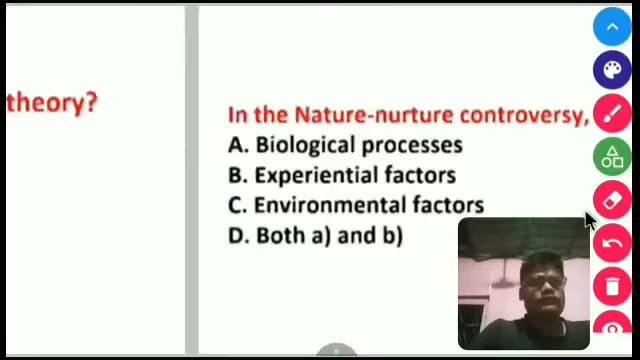 theory?
In the Nature-nurture controversy,
A. Biological processes
B. Experiential factors
C. Environmental factors
D. Both a) and b)